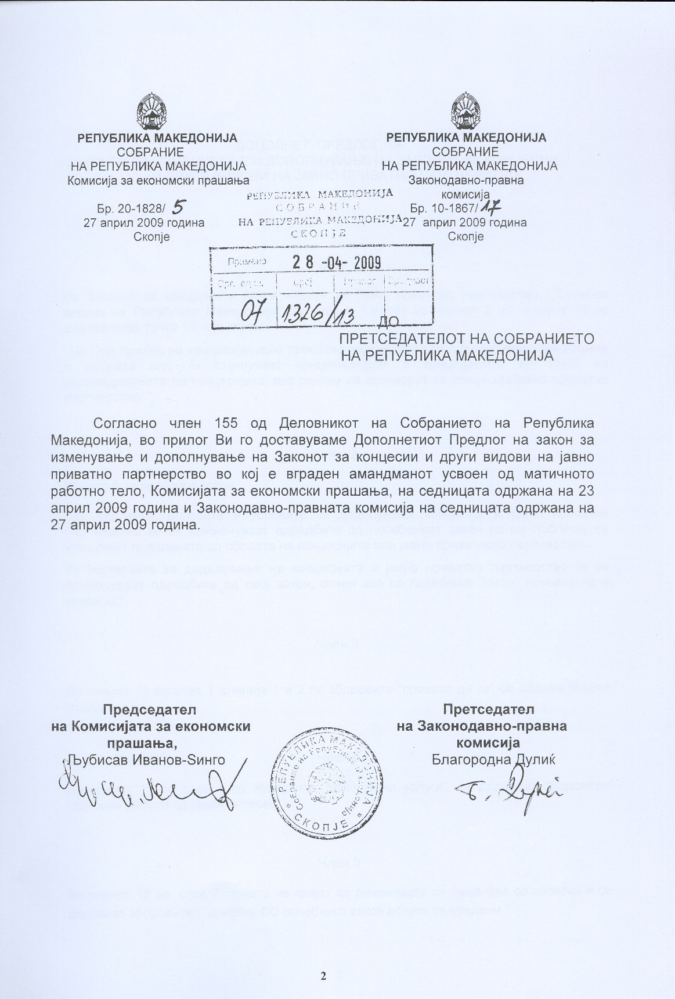 РЕПУБЛИКА МАКЕДОНИЈА
СОБРАНИЕ
НА РЕПУБЛИКА МАКЕДОНИЈА
Комисија за економски прашања
Бр. 20-1828/ 5
27 април 2009 година
Скопје
РЕПУБЛИКА МАКЕДОНИЈА
СОБРАНИЕ
НА РЕПУБЛИКА МАКЕДОНИЈА
Законодавно-правна
комисија
Бр. 10-1867/17
27 април 2009 година
Скопје
РЕПУБЛИКА МАКЕДОНИЈА
СОБРАНИЕ
НА РЕПУБЛИКА МАКЕДОНИЈА
СКОПЈЕ
Примено 28 -04- 2009
Орг. един. Број Прилог Вредност
07 1326/13
ДО
ПРЕТСЕДАТЕЛОТ НА СОБРАНИЕТО
НА РЕПУБЛИКА МАКЕДОНИЈА
Согласно член 155 од Деловникот на Собранието на Република
Македонија, во прилог Ви го доставуваме Дополнетиот Предлог на закон за
изменување и дополнување на Законот за концесии и други видови на јавно
приватно партнерство во кој е вграден амандманот усвоен од матичното
работно тело, Комисијата за економски прашања, на седницата одржана на 23
април 2009 година и Законодавно-правната комисија на седницата одржана на
27 април 2009 година.
Председател
на Комисијата за економски
прашања,
Љубисав Иванов-Ѕинго
Претседател
на Законодавно-правна
комисија
Благородна Дулиќ
РЕПУБЛИКА МАКЕДОНИЈА
Собрание на Република Македонија
* СКОПЈЕ *
2